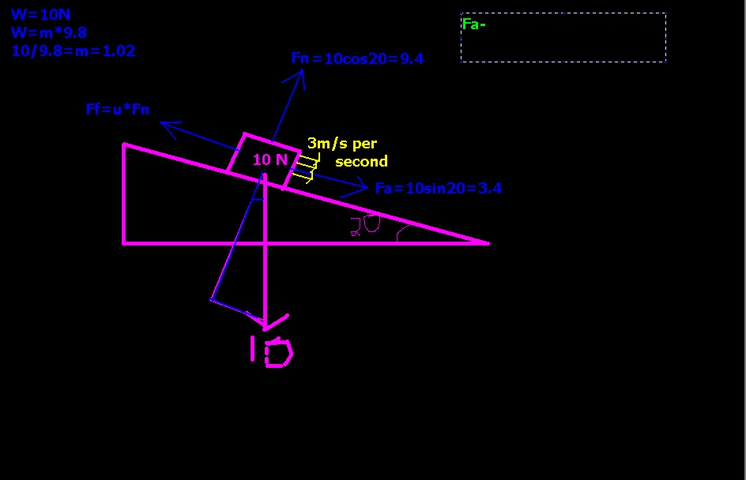 W=10N
W=m*9.8
10/9.8=m=1.02
Fa-
Fn=10cos20=9.4
Ff=u*Fn
3m/s per
second
10 N
Fa=10sin20=3.4
20
10